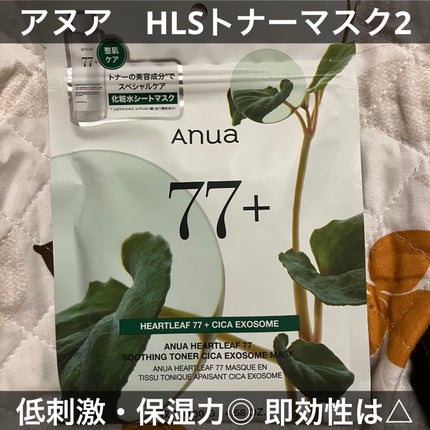 アヌア　HLSトナーマスク2
Anua
77+
整肌
ケア
トナーの美容成分*で
スペシャルケア
化粧水シートマスク
Anua
77+
HEARTLEAF 77 + CICA EXOSOME
ANUA HEARTLEAF 77
SOOTHING TONER CICA EXOSOME MASK
ANUA HEARTLEAF 77 MASQUE EN
TISSU TONIQUE APAISANT CICA EXOSOME
低刺激・保湿力◎ 即効性は△